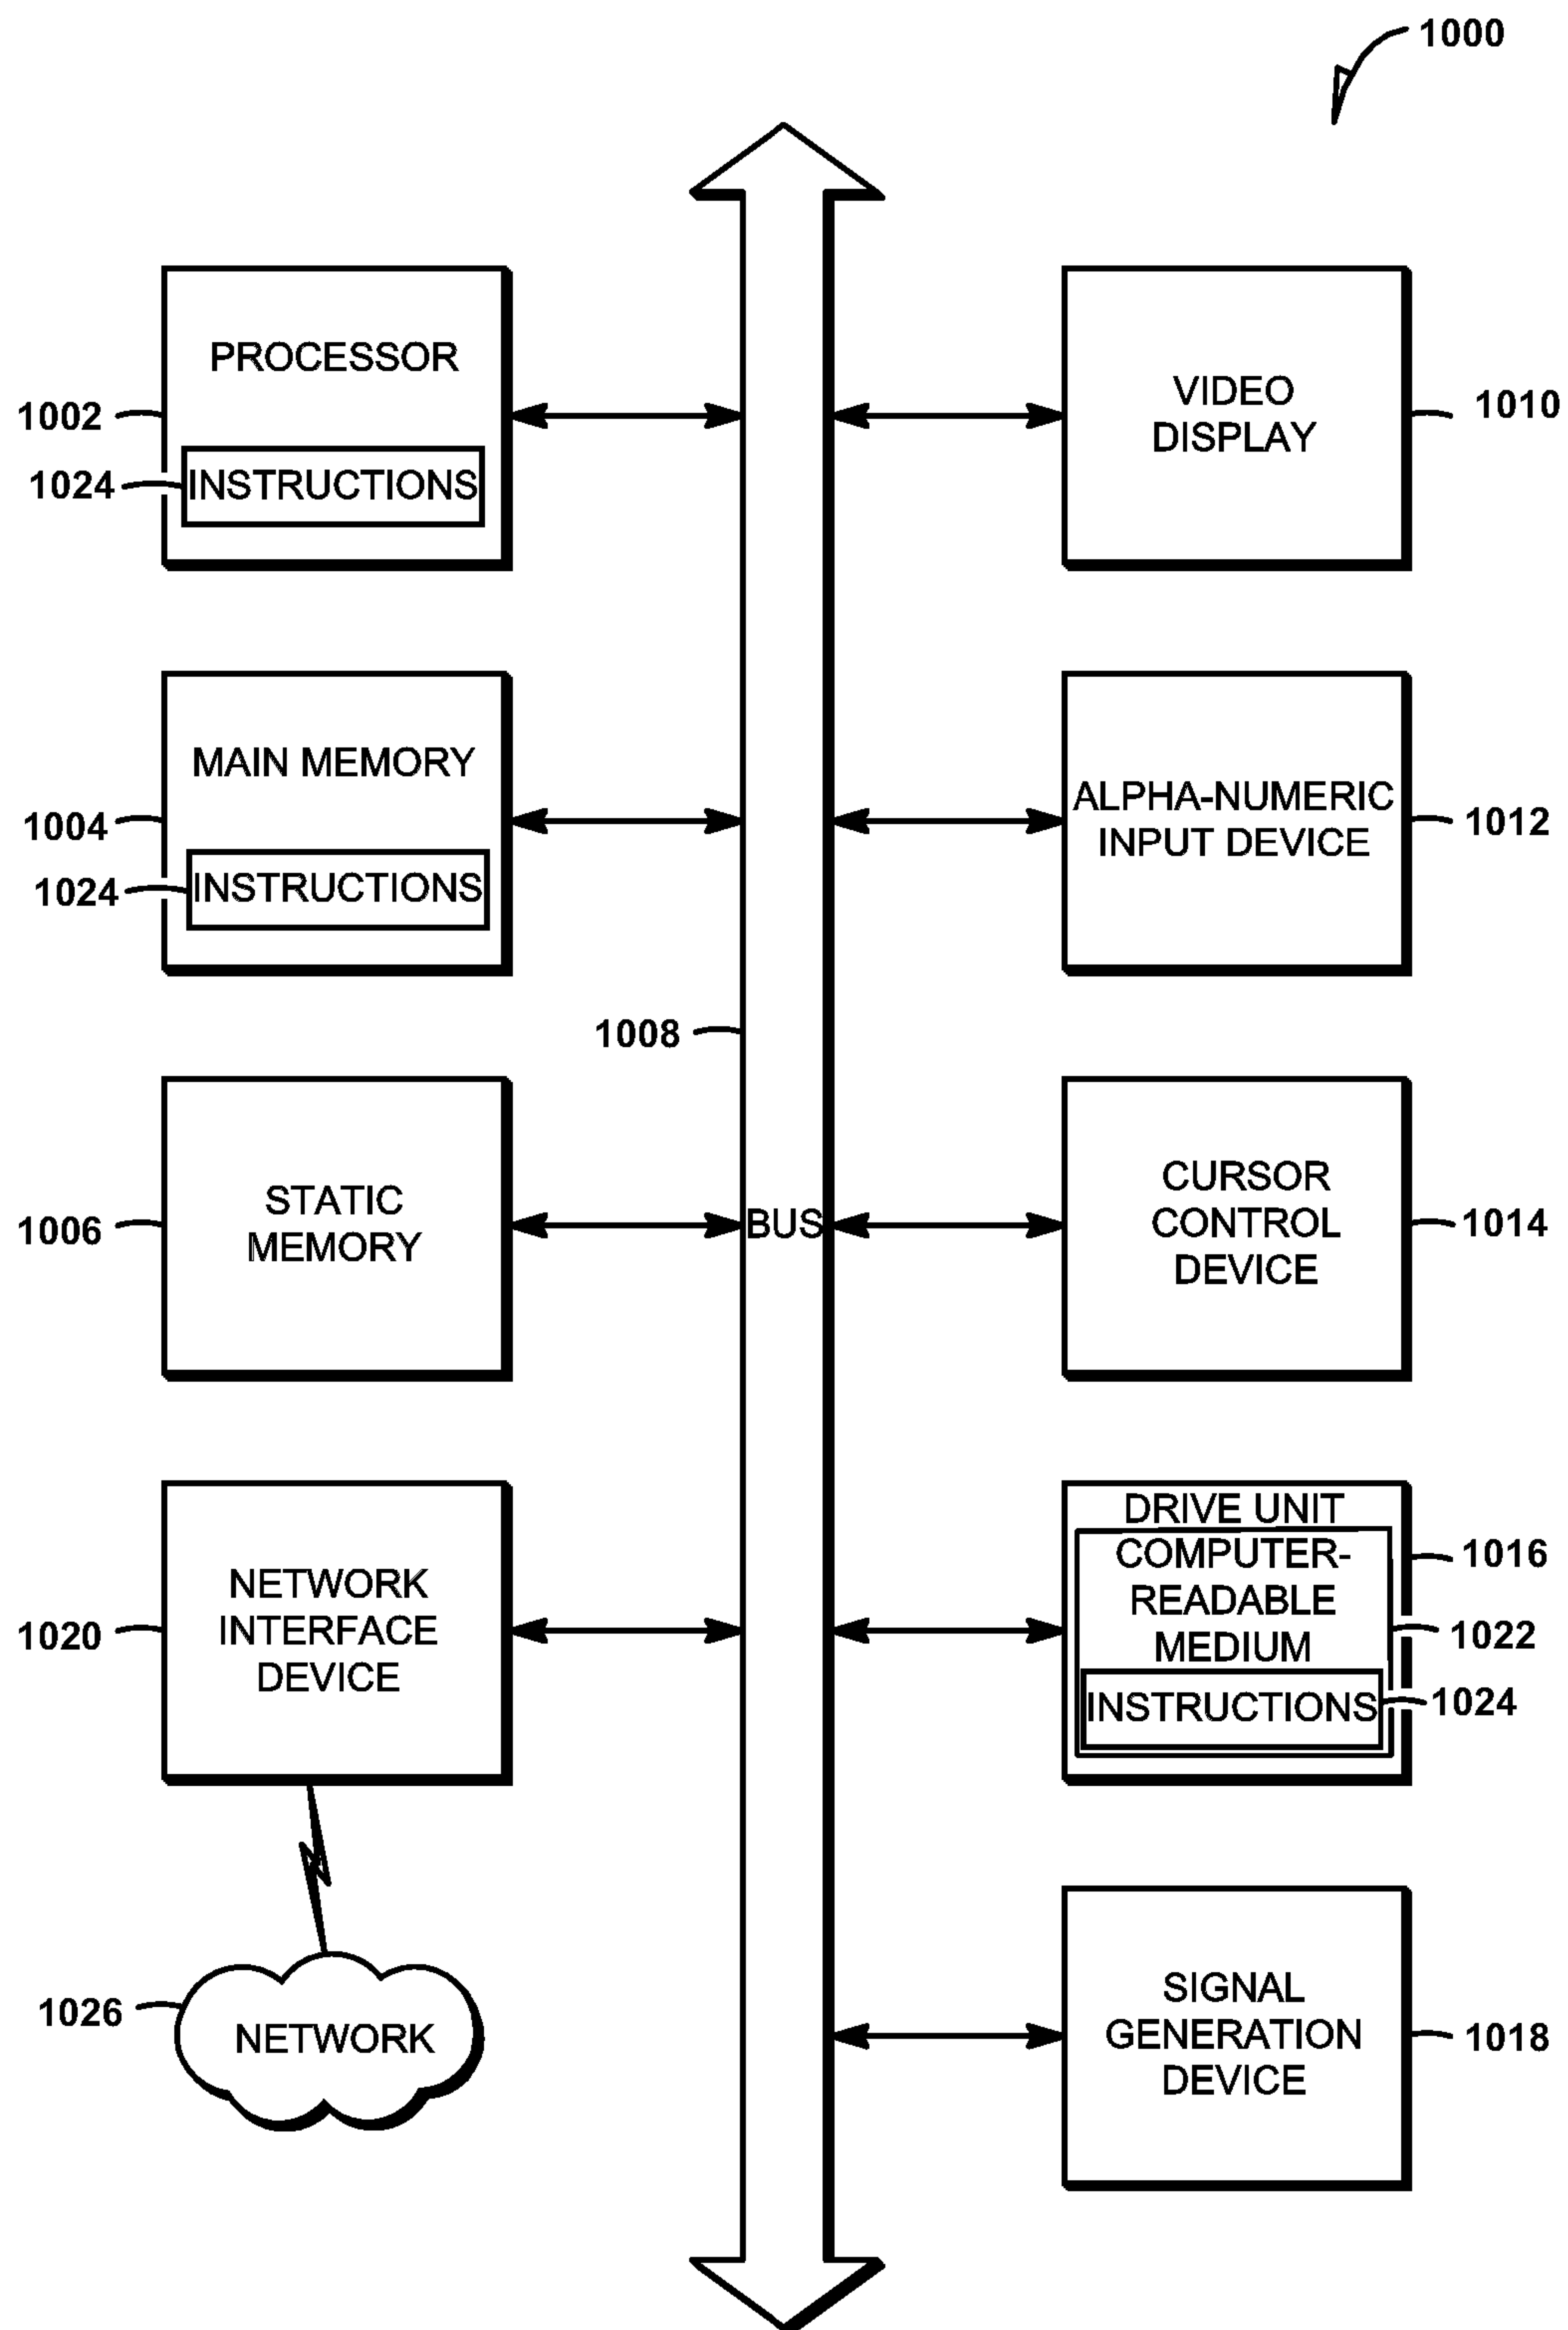 1000
PROCESSOR
1002
1024
INSTRUCTIONS
VIDEO
DISPLAY
1010
MAIN MEMORY
1004
1024
INSTRUCTIONS
ALPHA-NUMERIC
INPUT DEVICE
1012
1008
STATIC
MEMORY
1006
BUS
CURSOR
CONTROL
DEVICE
1014
NETWORK
INTERFACE
DEVICE
1020
DRIVE UNIT
COMPUTER-
READABLE
MEDIUM
INSTRUCTIONS
1016
1022
1024
1026
NETWORK
SIGNAL
GENERATION
DEVICE
1018